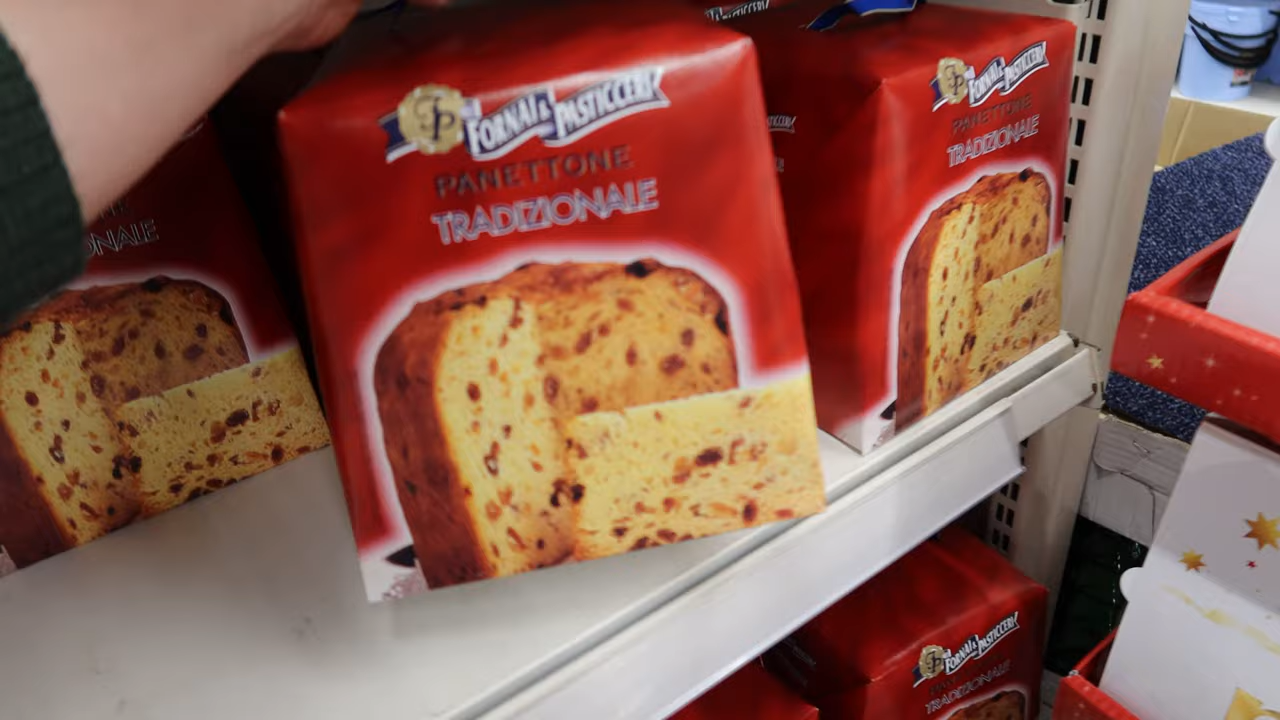 FP
FORNAI & PASTICCERI
PANETTONE
TRADIZIONALE
FORNAI & PASTICCERI
PANETTONE
TRADIZIONALE
FORNAI & PASTICCERI
TRADIZIONALE